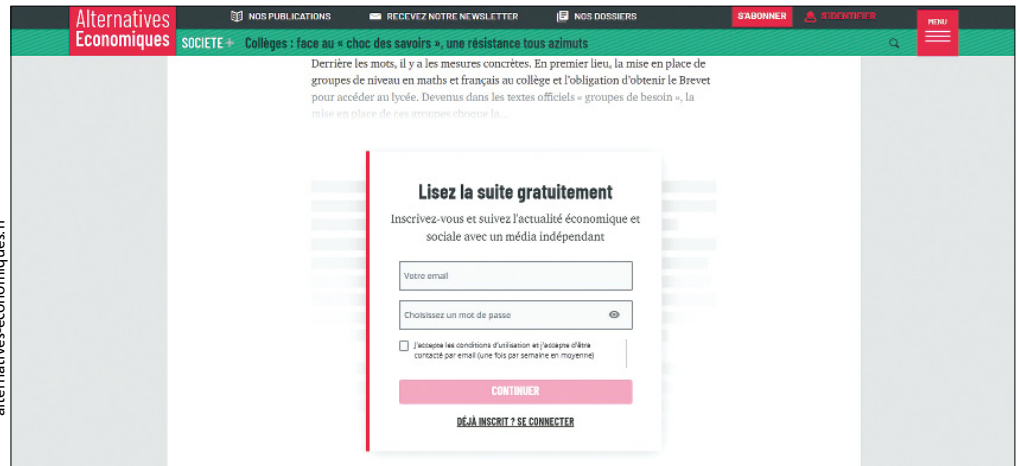 Alternatives
Economiques
NOS PUBLICATIONS
RECEVEZ NOTRE NEWSLETTER
NOS DOSSIERS
S'ABONNER
S'IDENTIFIER
MENU
SOCIETE + Collèges : face au « choc des savoirs », une résistance tous azimuts
Derrière les mots, il y a les mesures concrètes. En premier lieu, la mise en place de
groupes de niveau en maths et français au collège et l'obligation d'obtenir le Brevet
pour accéder au lycée. Devenus dans les textes officiels « groupes de besoin », la
mise en place de ces groupes choque la...
Lisez la suite gratuitement
Inscrivez-vous et suivez l'actualité économique et
sociale avec un média indépendant
Votre email
Choisissez un mot de passe
J'accepte les conditions d'utilisation et j'accepte d'être
contacté par email (une fois par semaine en moyenne)
CONTINUER
DÉJÀ INSCRIT ? SE CONNECTER
alternatives-economiques.fr